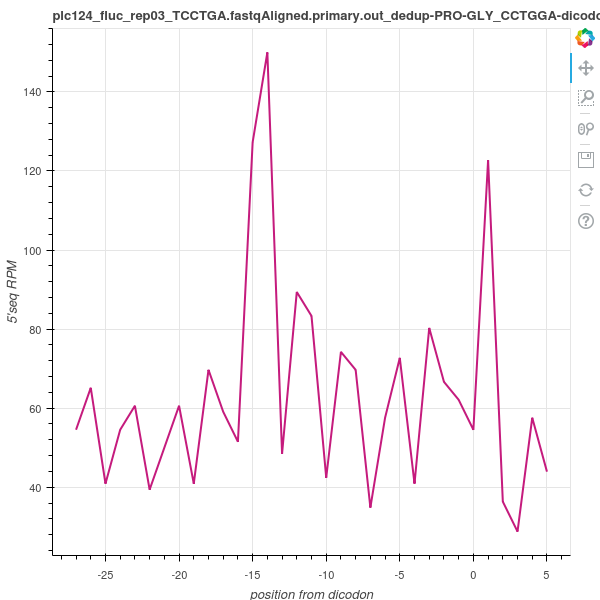 plc124_fluc_rep03_TCCTGA.fastqAligned.primary.out_dedup-PRO-GLY_CCTGGA-dicodo
140
120
100
80
60
40
5'seq RPM
-25 -20 -15 -10 -5 0 5
position from dicodon